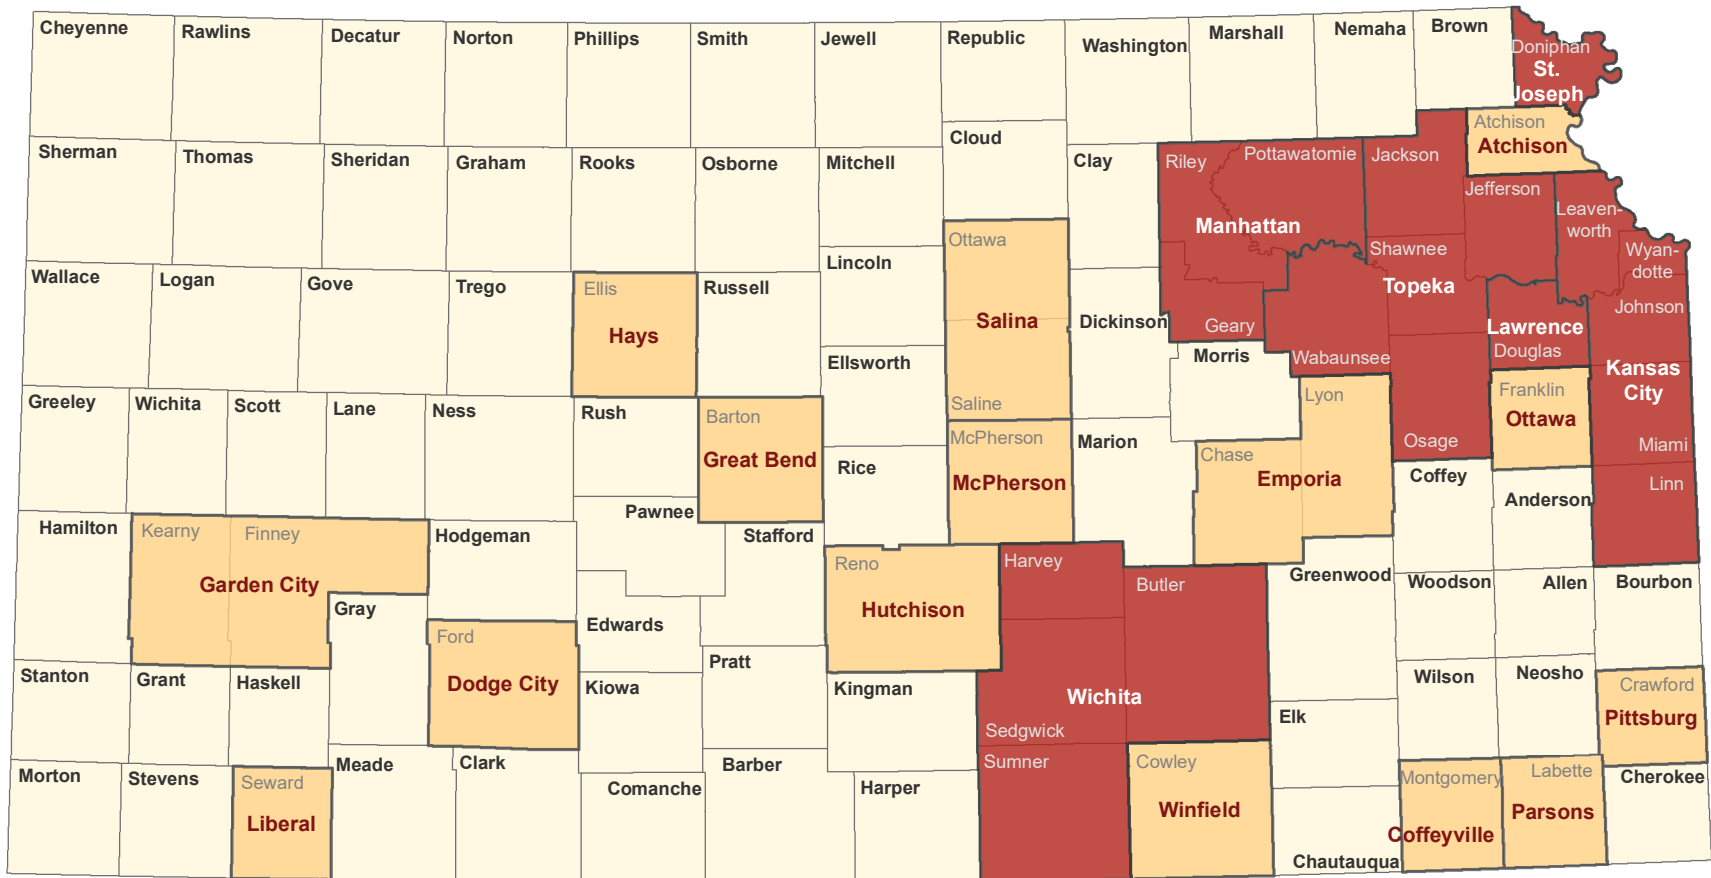 Cheyenne
Rawlins
Decatur
Norton
Phillips
Smith
Jewell
Republic
Washington
Marshall
Nemaha
Brown
Doniphan
St.
Joseph
Atchison
Atchison
Sherman
Thomas
Sheridan
Graham
Rooks
Osborne
Mitchell
Cloud
Clay
Riley
Pottawatomie
Manhattan
Jackson
Jefferson
Leaven-
worth
Wyan-
dotte
Wallace
Logan
Gove
Trego
Ellis
Hays
Russell
Lincoln
Ottawa
Salina
Saline
Dickinson
Geary
Shawnee
Topeka
Wabaunsee
Osage
Lawrence
Douglas
Johnson
Kansas
City
Miami
Linn
Ellsworth
Morris
Greeley
Wichita
Scott
Lane
Ness
Rush
Barton
Great Bend
Rice
McPherson
McPherson
Marion
Chase
Lyon
Emporia
Coffey
Franklin
Ottawa
Anderson
Hamilton
Kearny
Finney
Garden City
Hodgeman
Pawnee
Stafford
Reno
Hutchison
Harvey
Butler
Wichita
Sedgwick
Sumner
Greenwood
Woodson
Allen
Bourbon
Gray
Ford
Dodge City
Edwards
Pratt
Kiowa
Kingman
Stanton
Grant
Haskell
Elk
Wilson
Neosho
Crawford
Pittsburg
Morton
Stevens
Seward
Liberal
Meade
Clark
Comanche
Barber
Harper
Cowley
Winfield
Chautauqua
Montgomery
Coffeyville
Labette
Parsons
Cherokee